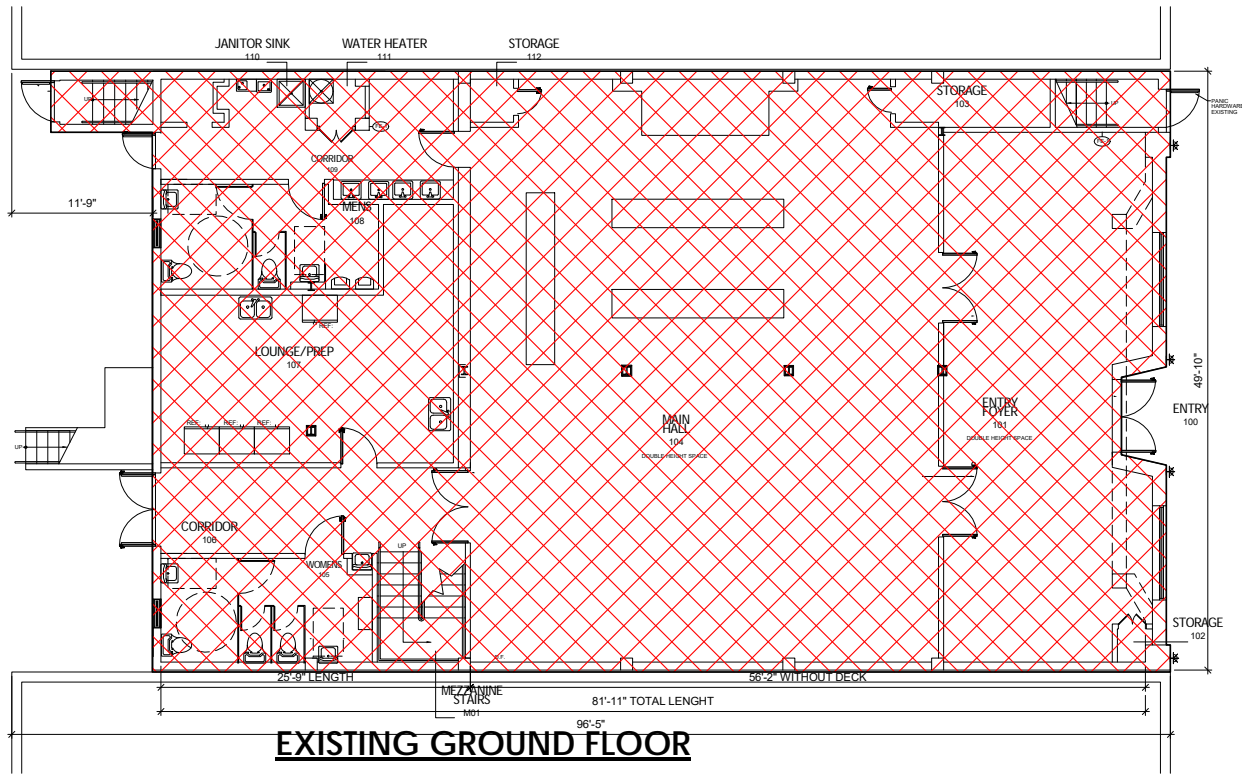 JANITOR SINK
110
WATER HEATER
111
STORAGE
112
UP
STORAGE
103
UP
PANIC
HARDWARE
EXISTING
CORRIDOR
109
11'-9"
MENS
108
REF.
LOUNGE/PREP
107
49'-10"
ENTRY
FOYER
101
DOUBLE HEIGHT SPACE
ENTRY
100
MAIN
HALL
104
DOUBLE HEIGHT SPACE
REF.
REF.
REF.
UP
CORRIDOR
106
UP
WOMENS
105
STORAGE
102
25'-9" LENGTH
56'-2" WITHOUT DECK
MEZZANINE
STAIRS
M01
81'-11" TOTAL LENGHT
96'-5"
EXISTING GROUND FLOOR